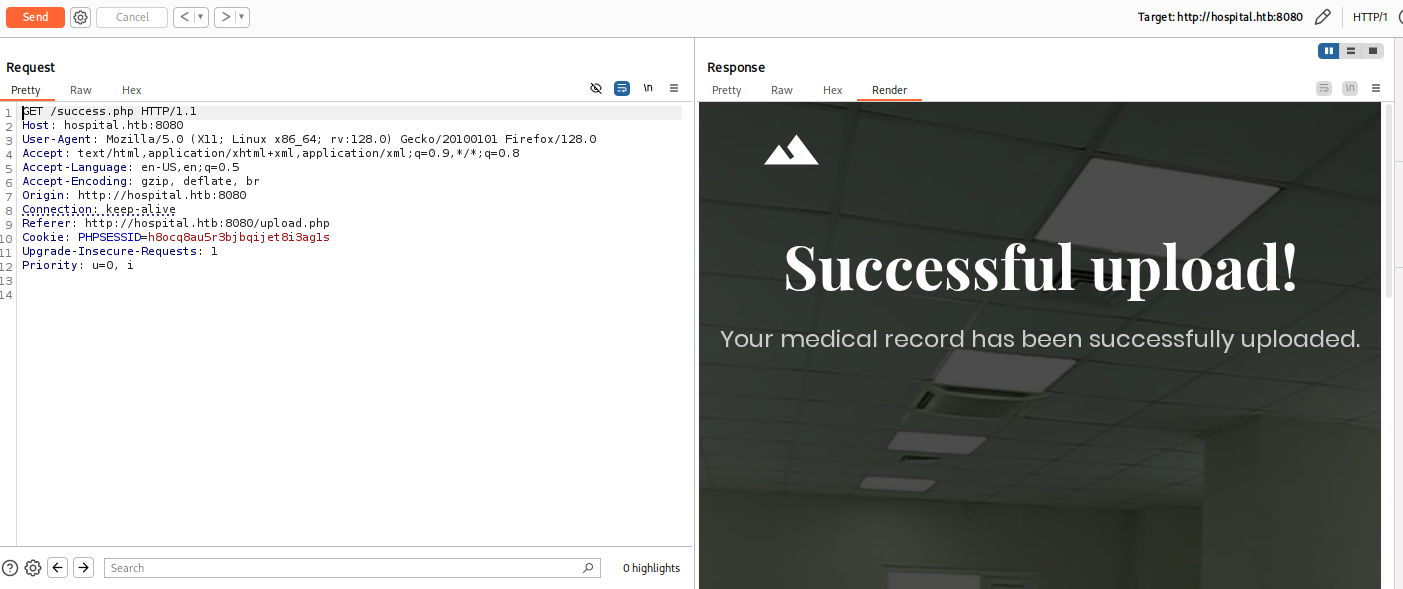 Send
Cancel
Target: http://hospital.htb:8080
HTTP/1
Request
Response
Pretty Raw Hex
\n
Pretty Raw Hex Render
\n
1 GET /success.php HTTP/1.1
2 Host: hospital.htb:8080
3 User-Agent: Mozilla/5.0 (X11; Linux x86_64; rv:128.0) Gecko/20100101 Firefox/128.0
4 Accept: text/html,application/xhtml+xml,application/xml;q=0.9,*/*;q=0.8
5 Accept-Language: en-US,en;q=0.5
6 Accept-Encoding: gzip, deflate, br
7 Origin: http://hospital.htb:8080
8 Connection: keep-alive
9 Referer: http://hospital.htb:8080/upload.php
10 Cookie: PHPSESSID=h8ocq8au5r3bjbqijet8i3ag1s
11 Upgrade-Insecure-Requests: 1
12 Priority: u=0, i
13
14
Successful upload!
Your medical record has been successfully uploaded.
Search
0 highlights